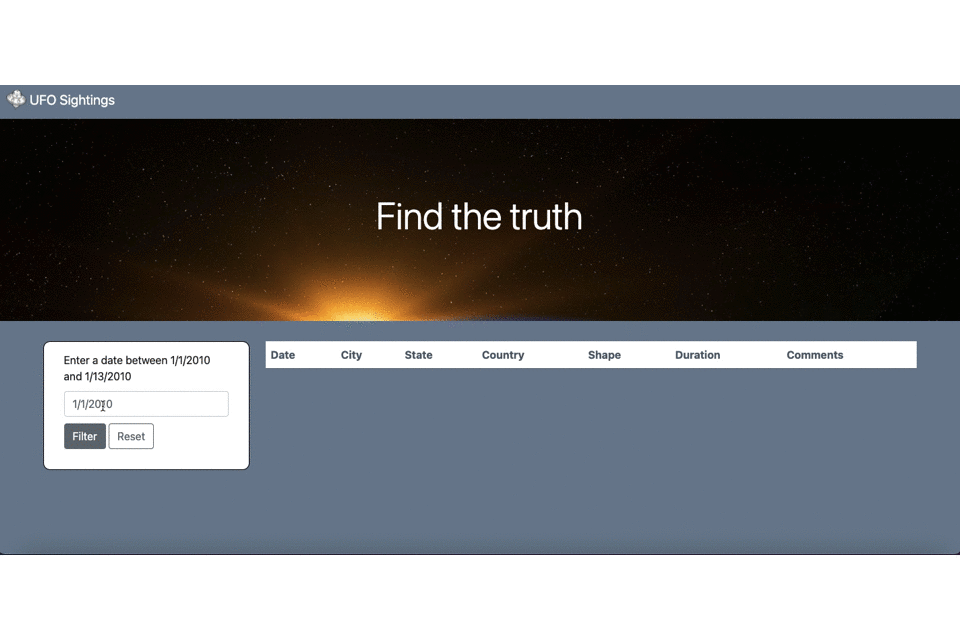 UFO Sightings
Find the truth
Enter a date between 1/1/2010
and 1/13/2010
1/1/2010
Filter Reset
Date City State Country Shape Duration Comments